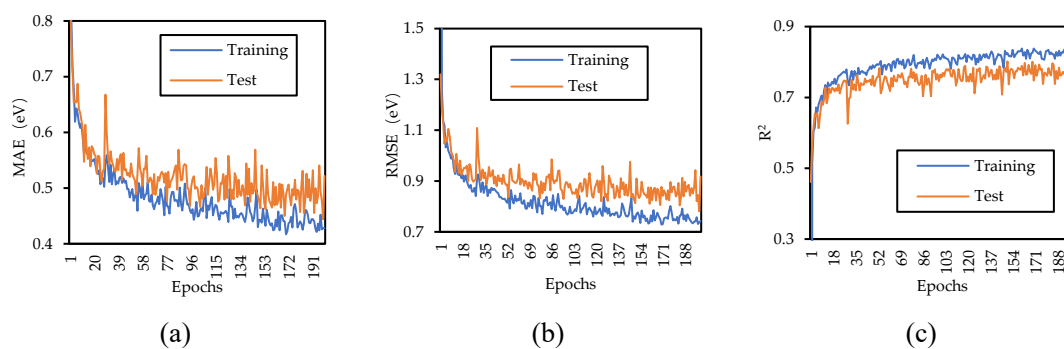 0.8
0.7
0.6
0.5
0.4
MAE (eV)
Training
Test
1 20 39 58 77 96 115 134 153 172 191
Epochs
(a)
1.5
1.3
1.1
0.9
0.7
RMSE (eV)
Training
Test
1 18 35 52 69 86 103 120 137 154 171 188
Epochs
(b)
0.9
0.7
0.5
0.3
R²
Training
Test
1 18 35 52 69 86 103 120 137 154 171 188
Epochs
(c)